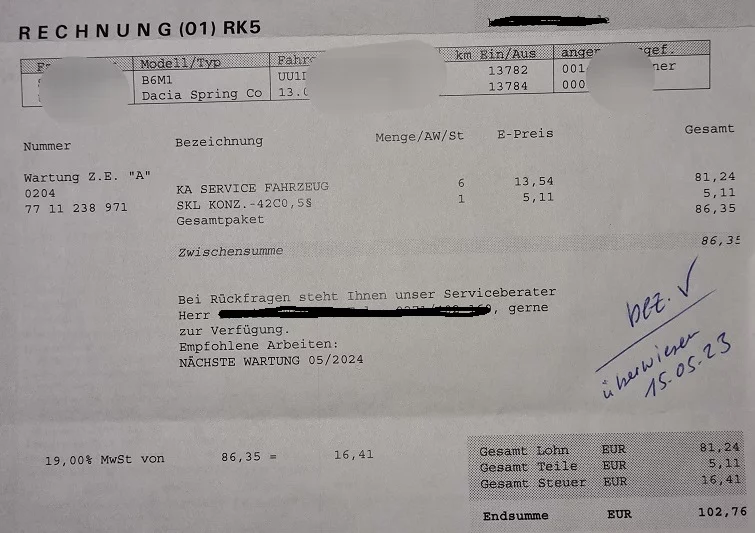 RECHNUNG (01) RK5
Modell/Typ km Ein/Aus
B6M1 13782 001
Dacia Spring Co 13784 000
Nummer Bezeichnung Menge/AW/St E-Preis Gesamt
Wartung Z.E. "A"
0204 KA SERVICE FAHRZEUG 6 13,54 81,24
77 11 238 971 SKL KONZ.-42C0,5§ 1 5,11 5,11
Gesamtpaket 86,35
Zwischensumme 86,35
Bei Rückfragen steht Ihnen unser Serviceberater
Herr , gerne
zur Verfügung.
Empfohlene Arbeiten:
NÄCHSTE WARTUNG 05/2024
bez. ✓
überwiesen
15.05.23
19,00% MwSt von 86,35 = 16,41
Gesamt Lohn EUR 81,24
Gesamt Teile EUR 5,11
Gesamt Steuer EUR 16,41
Endsumme EUR 102,76